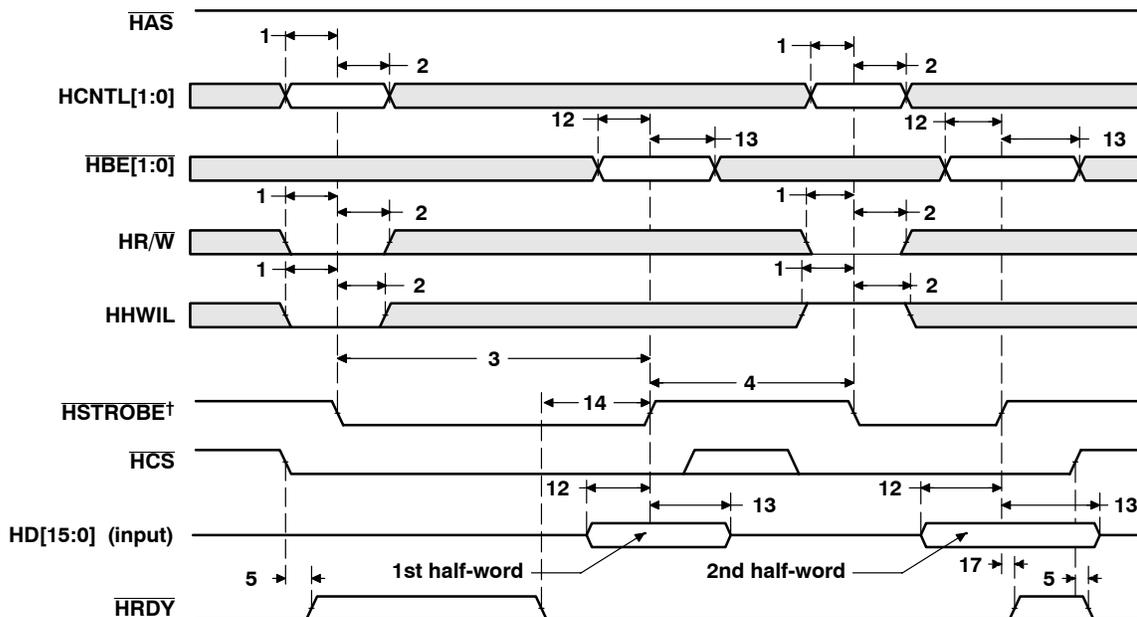 HAS
1
1
2
2
HCNTL[1:0]
12
12
13
13
HBE[1:0]
1
1
2
2
HR/W
1
1
2
2
HHWIL
3
4
14
HSTROBE†
HCS
12
12
13
13
HD[15:0] (input)
1st half-word
2nd half-word
17
5
5
HRDY